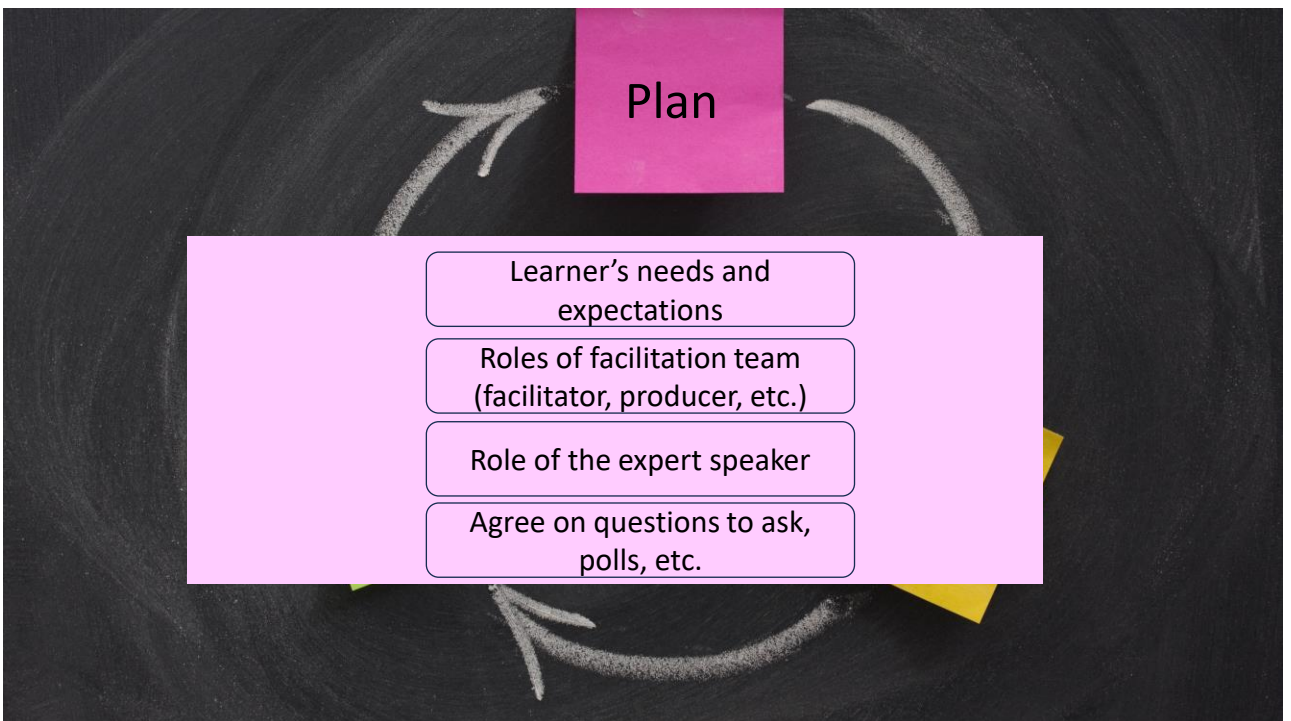 Plan
Learner’s needs and
expectations
Roles of facilitation team
(facilitator, producer, etc.)
Role of the expert speaker
Agree on questions to ask,
polls, etc.